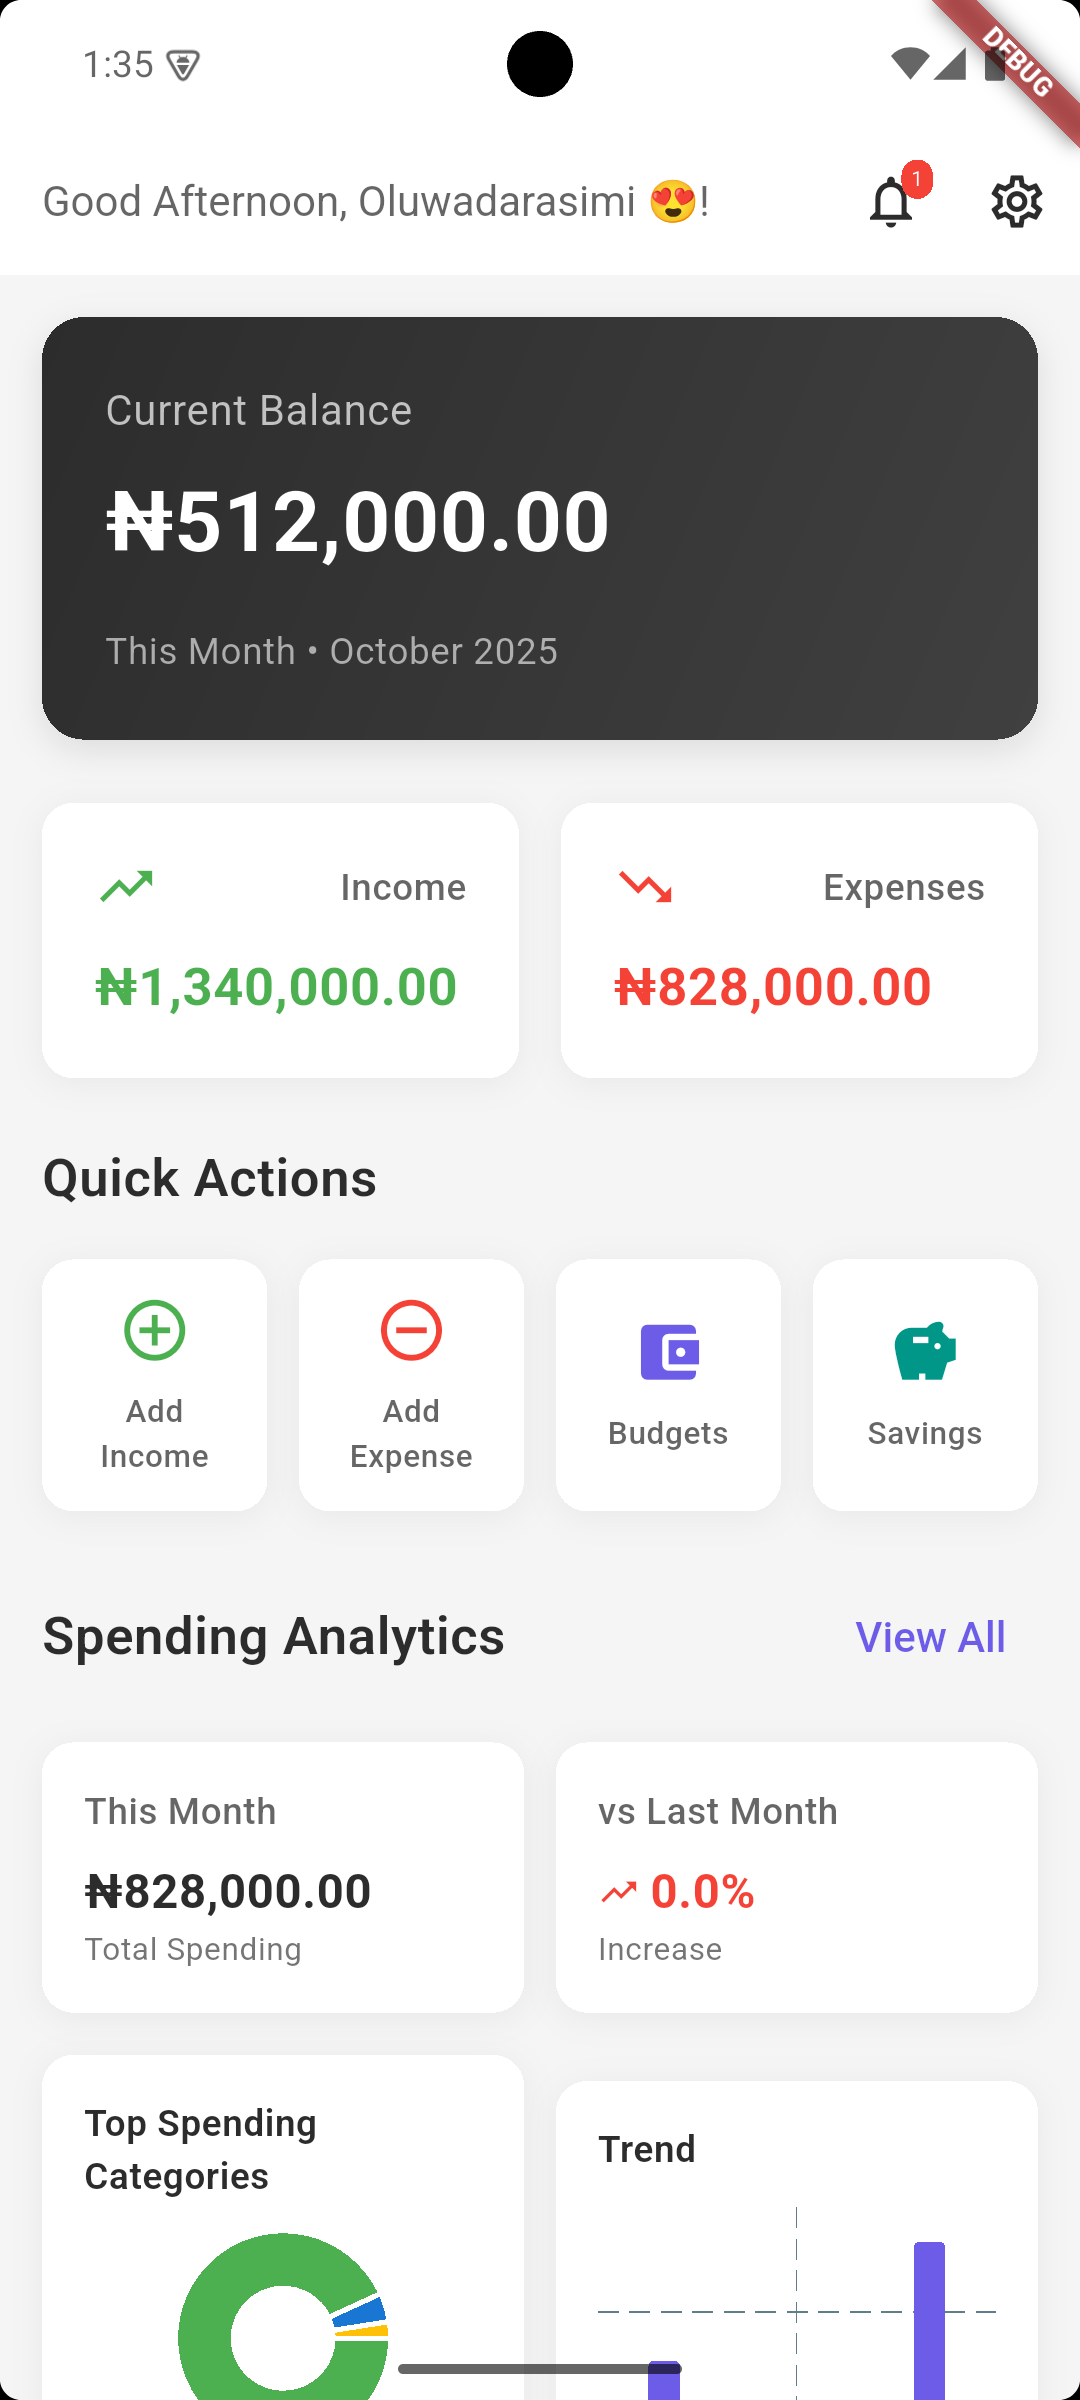 1:35
DEBUG
Good Afternoon, Oluwadarasimi 😍!
1
Current Balance
₦512,000.00
This Month • October 2025
Income
₦1,340,000.00
Expenses
₦828,000.00
Quick Actions
Add
Income
Add
Expense
Budgets
Savings
Spending Analytics
View All
This Month
₦828,000.00
Total Spending
vs Last Month
0.0%
Increase
Top Spending
Categories
Trend